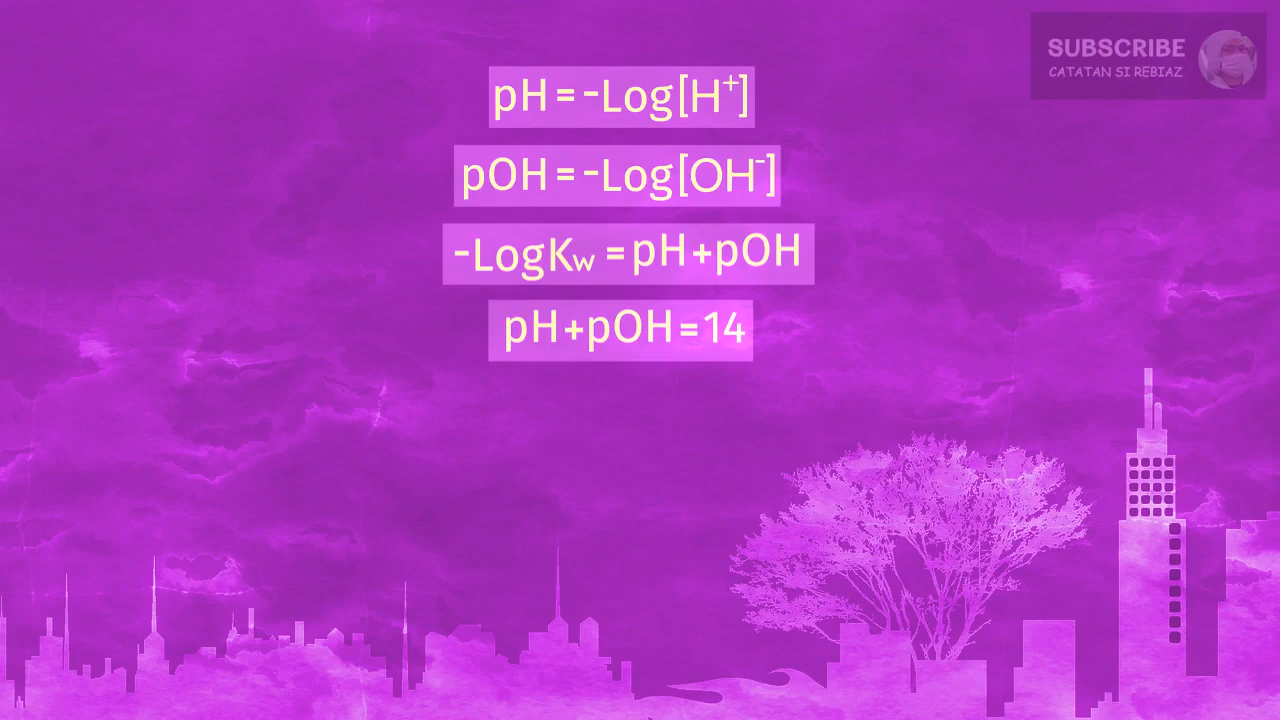 SUBSCRIBE
CATATAN SI REBIAZ
pH = -Log[H⁺]
pOH = -Log[OH⁻]
-LogKw = pH+pOH
pH+pOH = 14